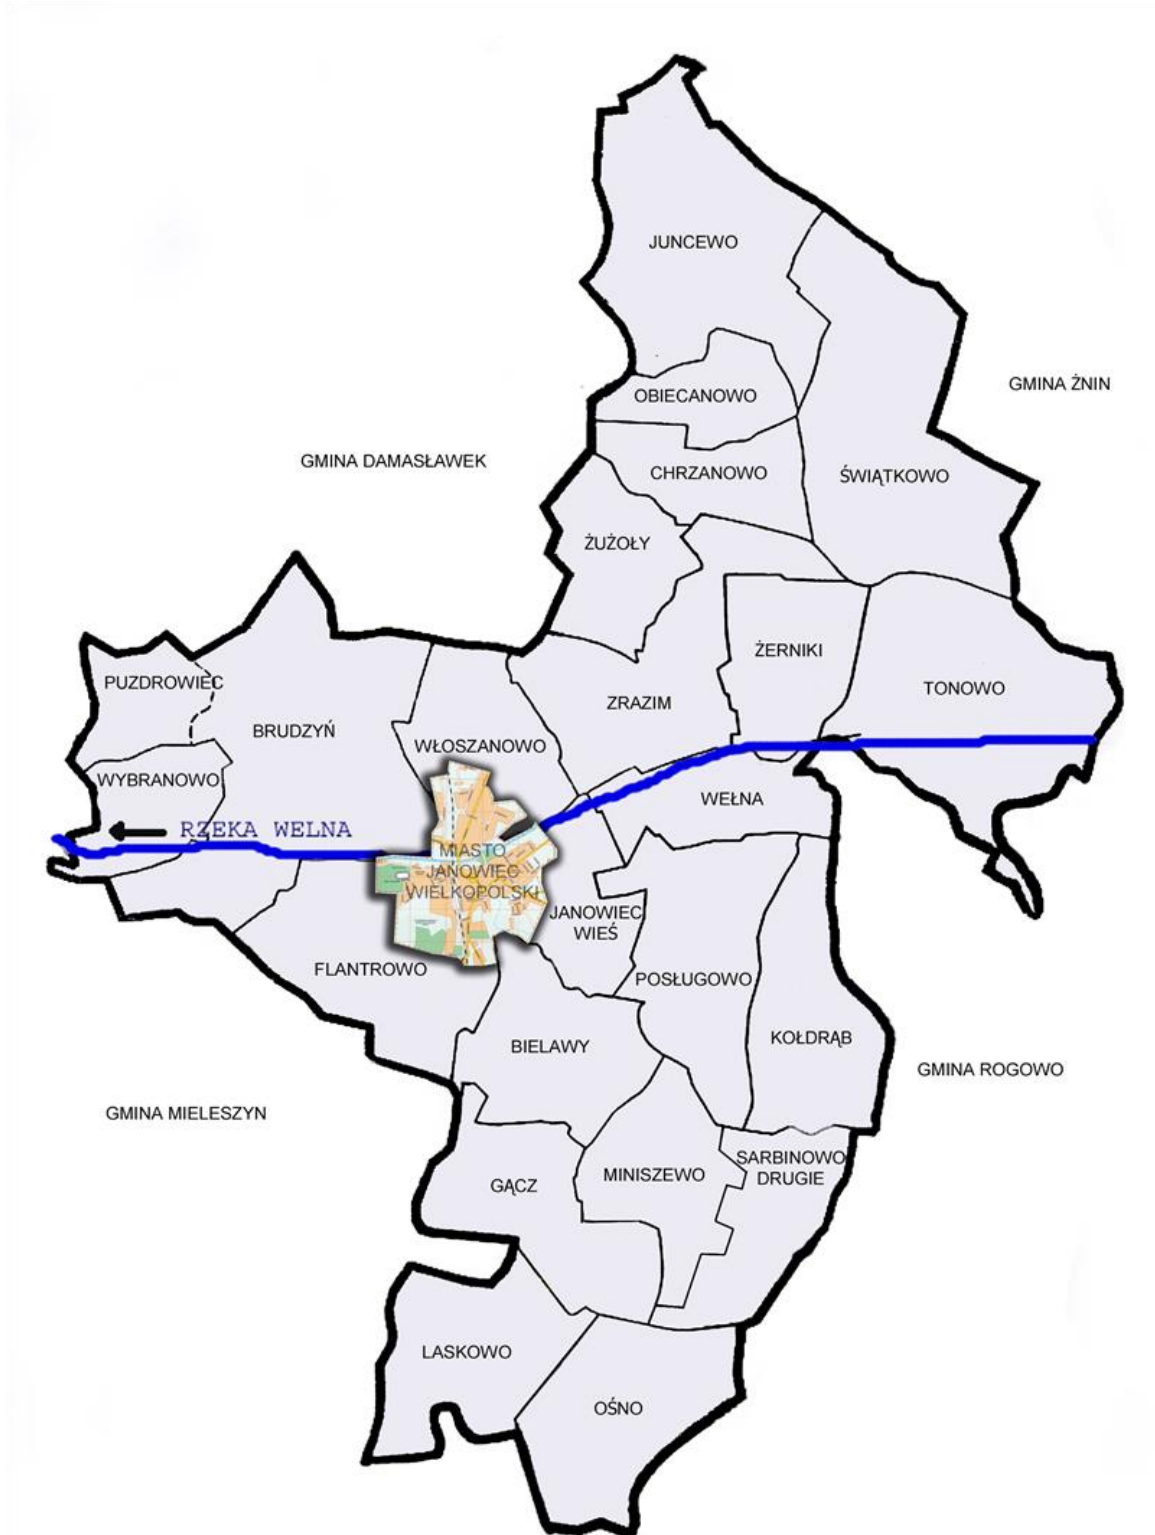 JUNCEWO
GMINA ŻNIN
OBIECANOWO
GMINA DAMASŁAWEK
CHRZANOWO
ŚWIĄTKOWO
ŻUŻOŁY
ŻERNIKI
PUZDROWIEC
TONOWO
ZRAZIM
BRUDZYŃ
WŁOSZANOWO
WYBRANOWO
WEŁNA
RZEKA WELNA
MIASTO
JANOWIEC
WIELKOPOLSKI
JANOWIEC
WIEŚ
FLANTROWO
POSŁUGOWO
KOŁDRĄB
BIELAWY
GMINA ROGOWO
GMINA MIELESZYN
SARBINOWO
DRUGIE
MINISZEWO
GĄCZ
LASKOWO
OŚNO